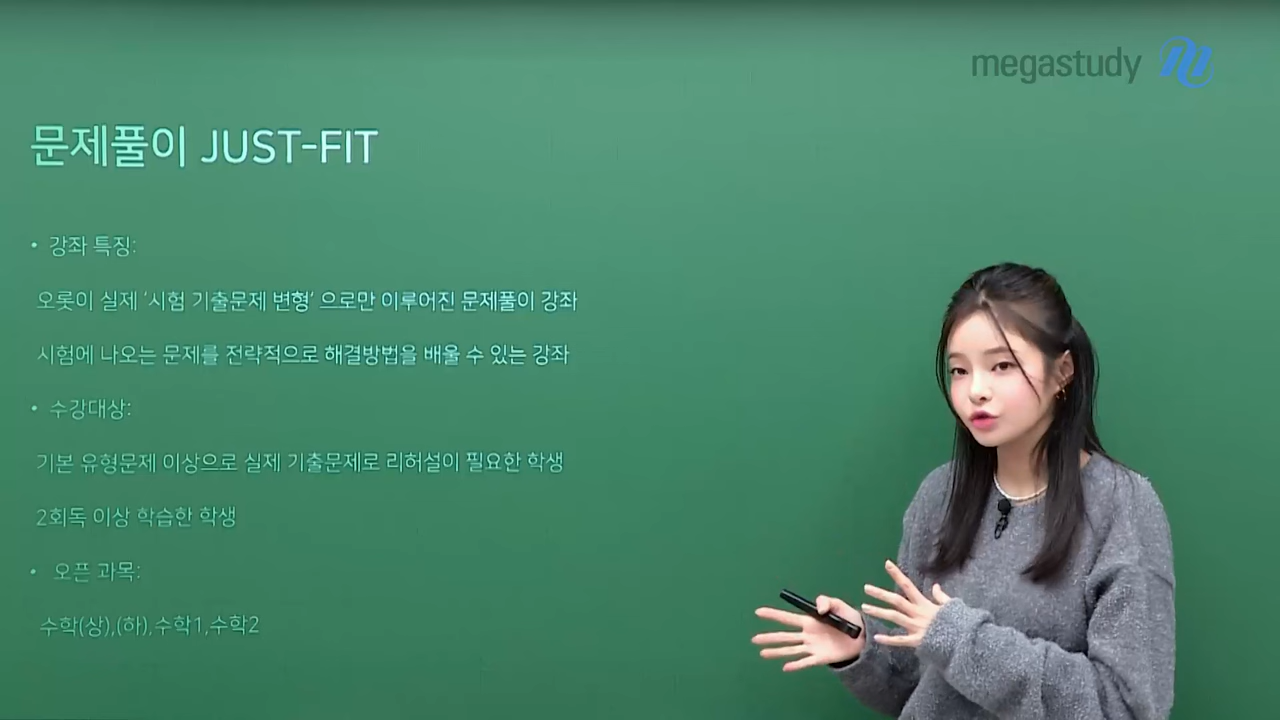 megastudy
문제풀이 JUST-FIT
• 강좌 특징:
오롯이 실제 '시험 기출문제 변형' 으로만 이루어진 문제풀이 강좌
시험에 나오는 문제를 전략적으로 해결방법을 배울 수 있는 강좌
• 수강대상:
기본 유형문제 이상으로 실제 기출문제로 리허설이 필요한 학생
2회독 이상 학습한 학생
• 오픈 과목:
수학(상),(하),수학1,수학2